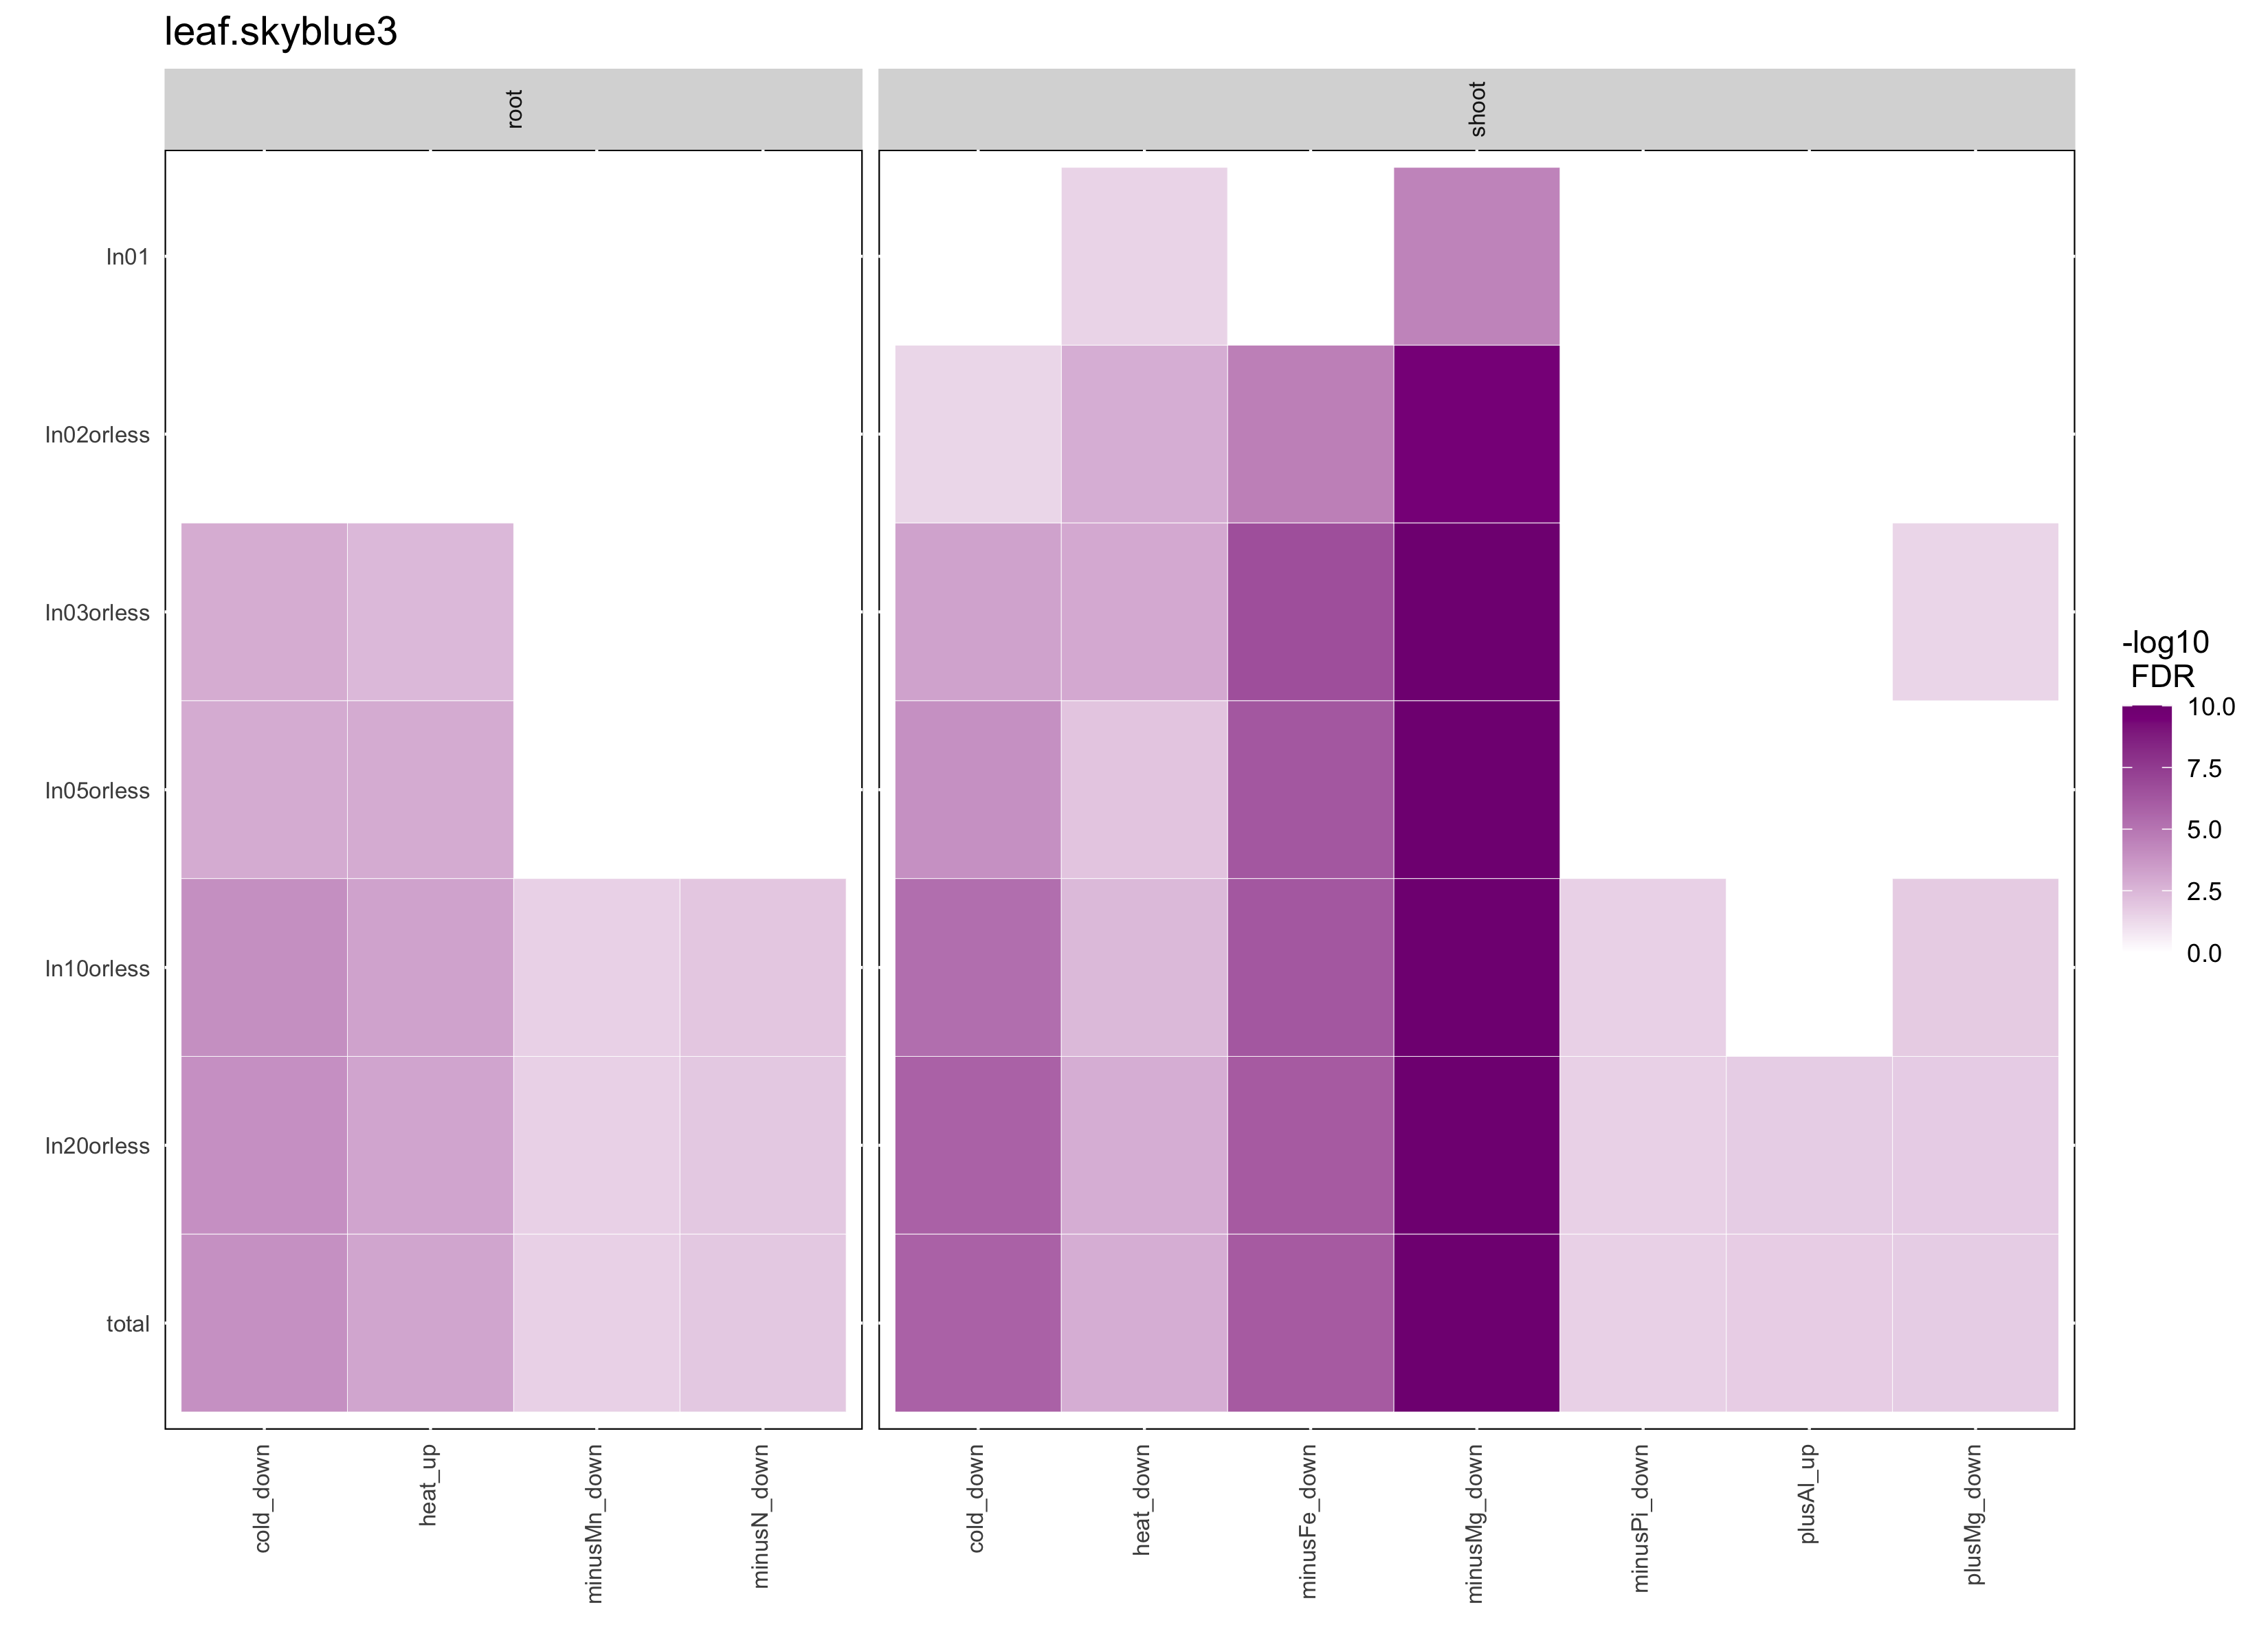 leaf.skyblue3
root
shoot
In01
In02orless
In03orless
In05orless
In10orless
In20orless
total
cold_down
heat_up
minusMn_down
minusN_down
cold_down
heat_down
minusFe_down
minusMg_down
minusPi_down
plusAl_up
plusMg_down
-log10
FDR
10.0
7.5
5.0
2.5
0.0